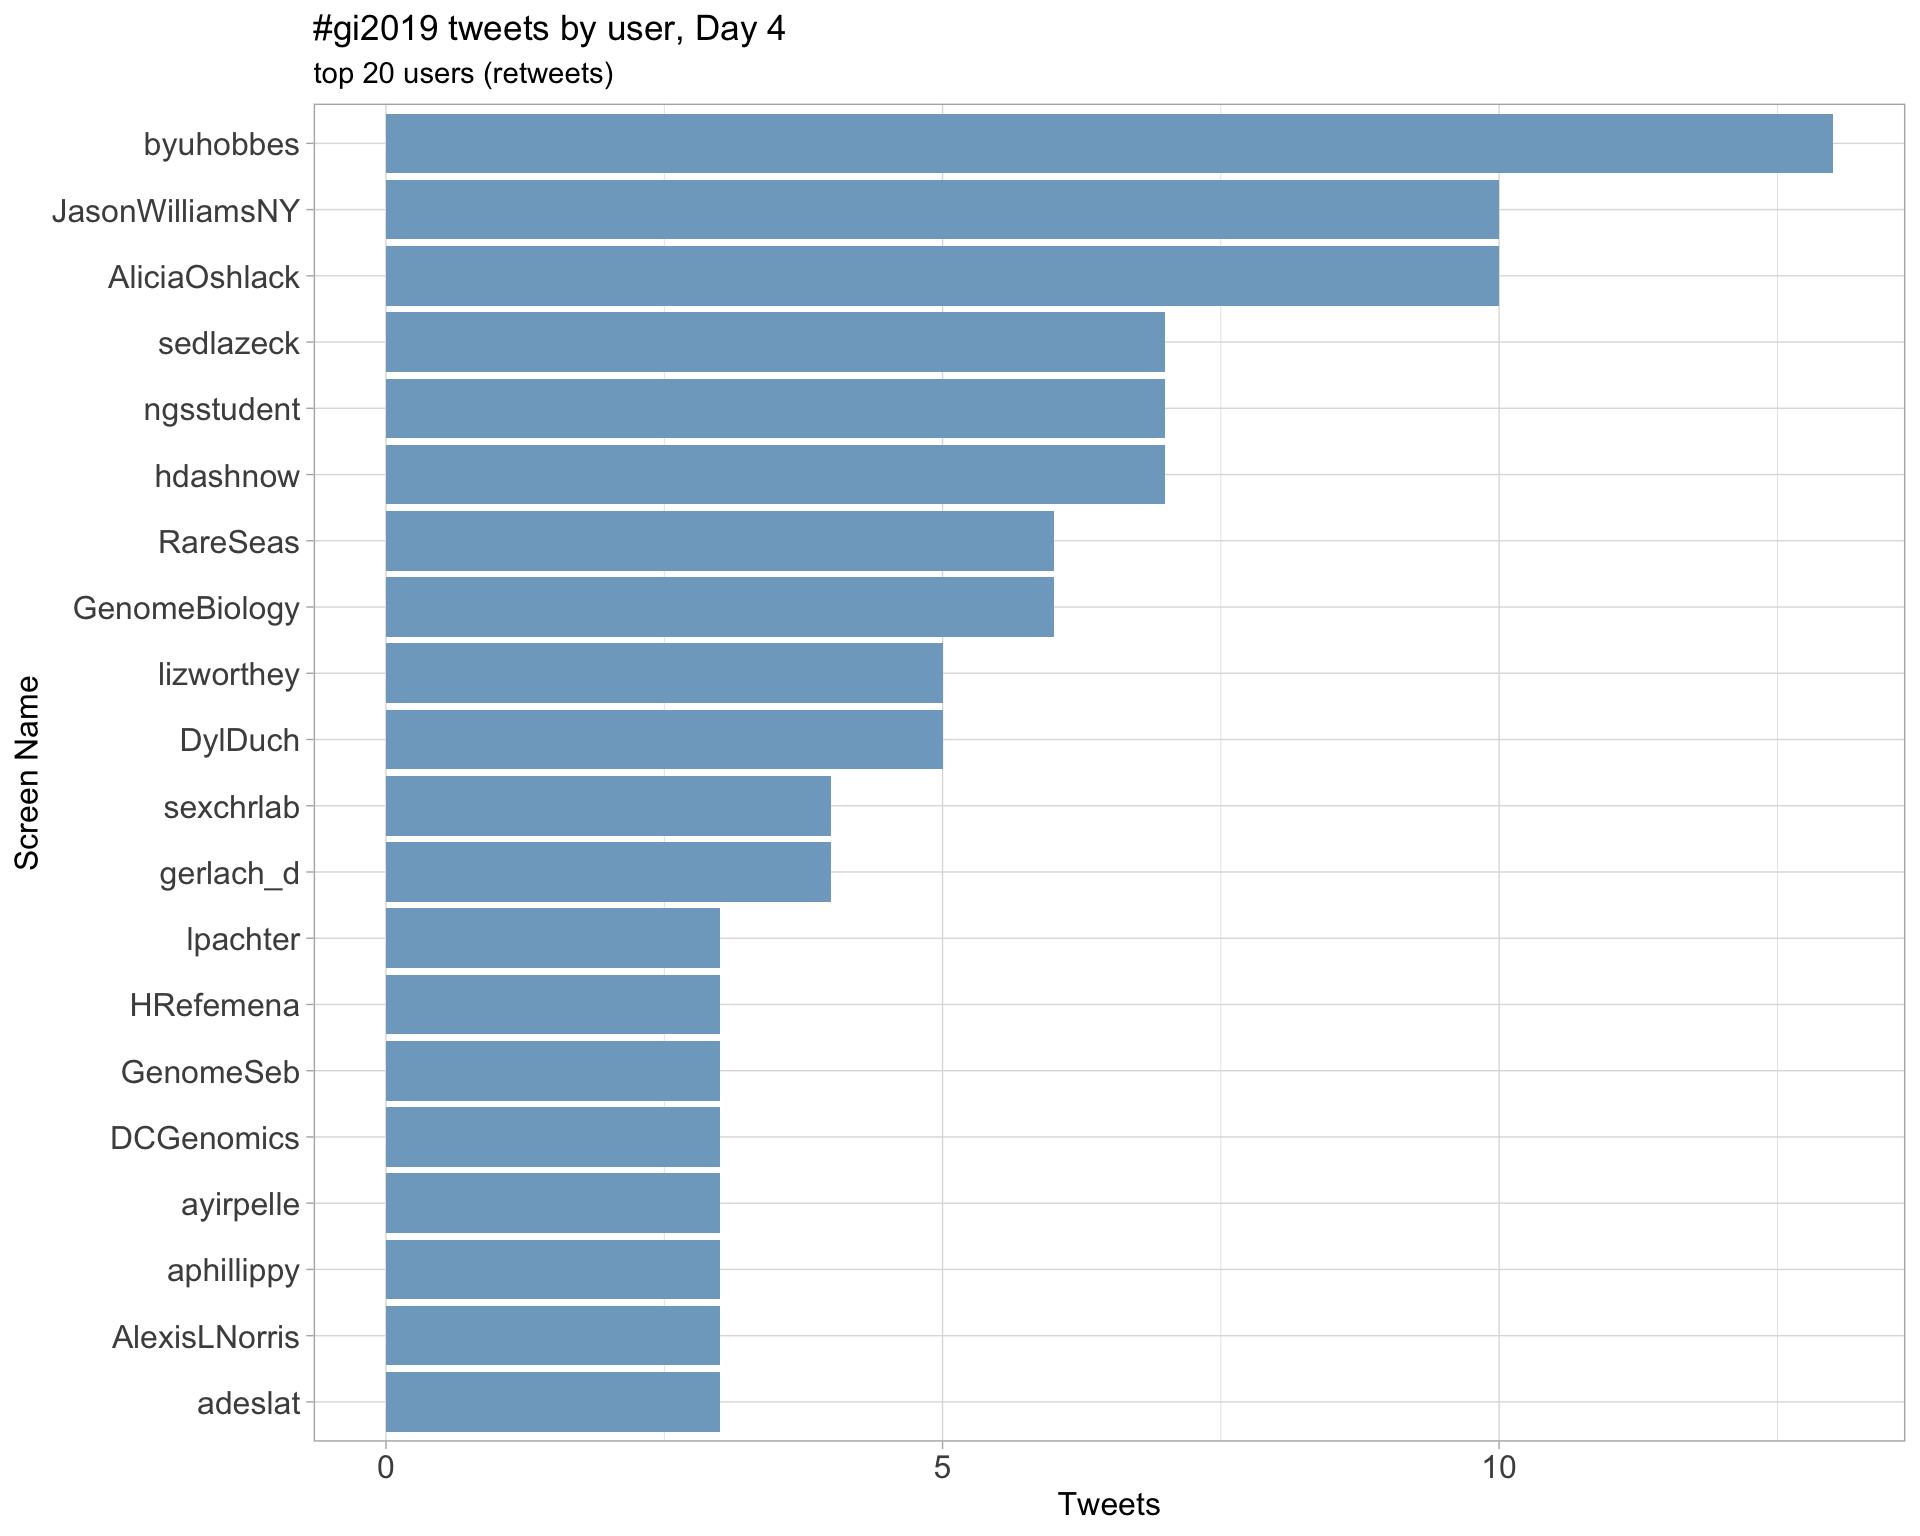 #gi2019 tweets by user, Day 4
top 20 users (retweets)
Screen Name
byuhobbes
JasonWilliamsNY
AliciaOshlack
sedlazeck
ngsstudent
hdashnow
RareSeas
GenomeBiology
lizworthey
DylDuch
sexchrlab
gerlach_d
lpachter
HRefemena
GenomeSeb
DCGenomics
ayirpelle
aphillippy
AlexisLNorris
adeslat
0 5 10
Tweets